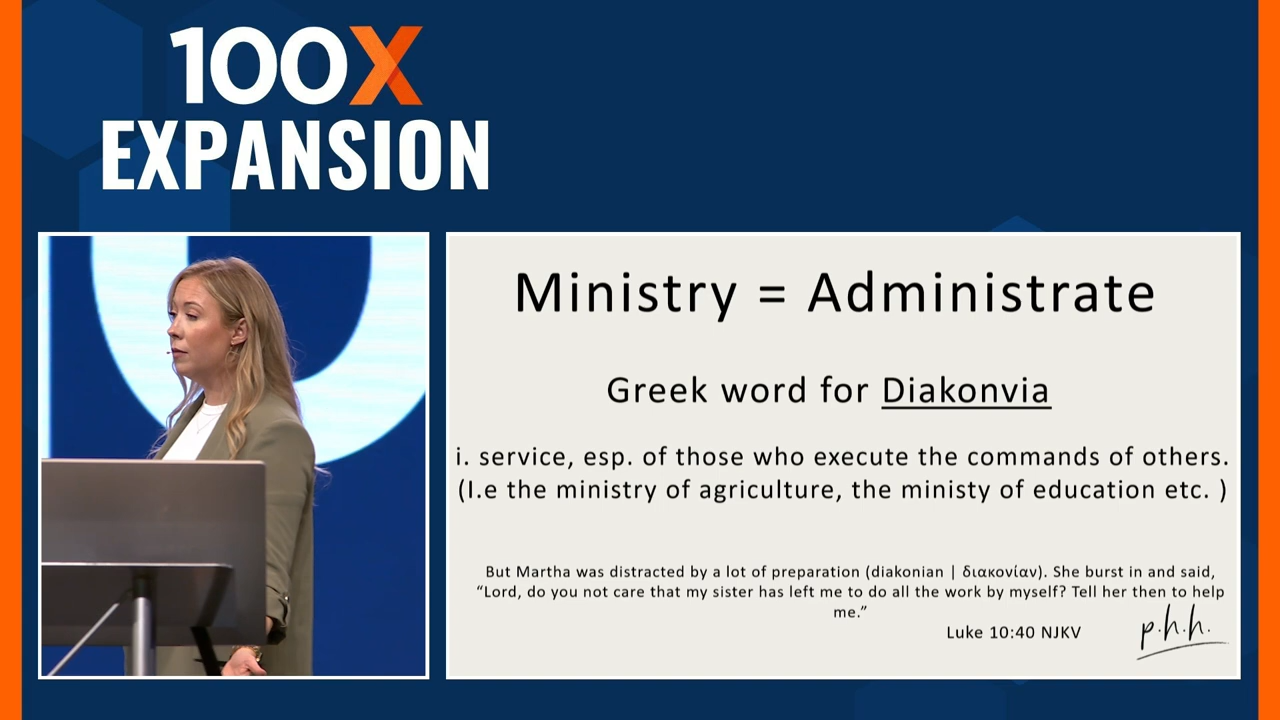 100X
EXPANSION
Ministry = Administrate
Greek word for Diakonvia
i. service, esp. of those who execute the commands of others.
(I.e the ministry of agriculture, the ministy of education etc. )
But Martha was distracted by a lot of preparation (diakonian | διακονίαν). She burst in and said,
“Lord, do you not care that my sister has left me to do all the work by myself? Tell her then to help
me.”
Luke 10:40 NJKV
p.h.h.